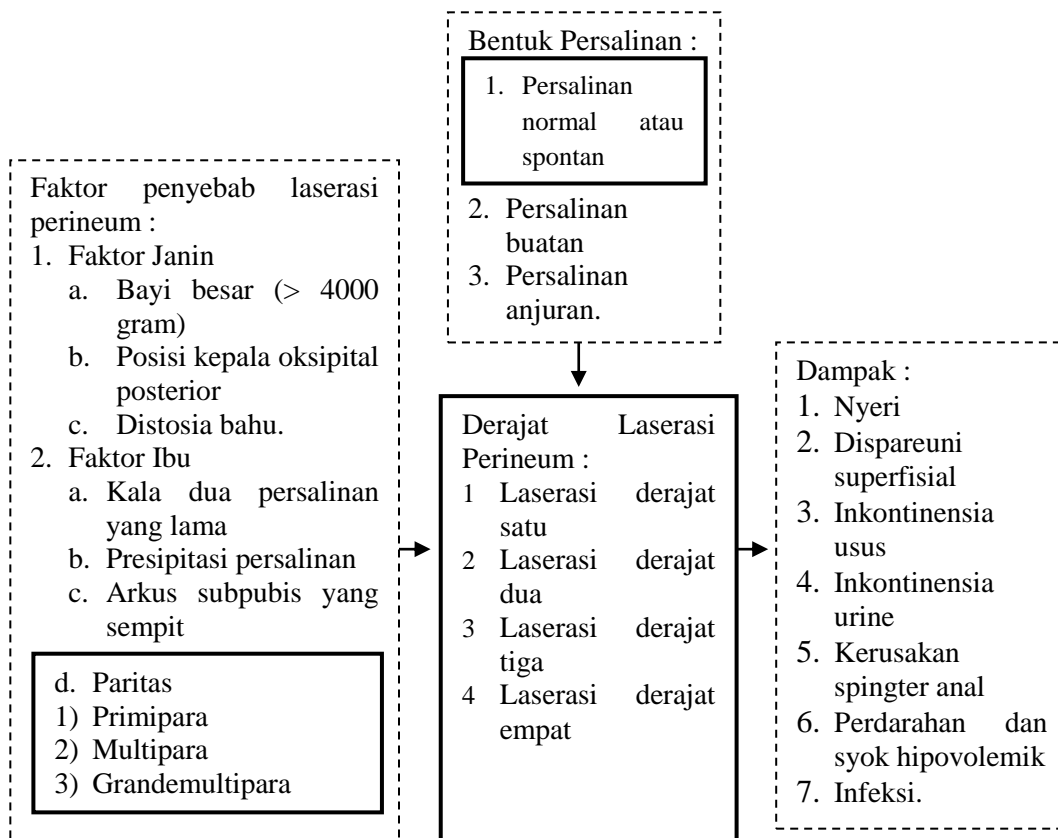 Bentuk Persalinan :
1. Persalinan
normal atau
spontan
2. Persalinan
buatan
3. Persalinan
anjuran.
Faktor penyebab laserasi
perineum :
1. Faktor Janin
a. Bayi besar (> 4000
gram)
b. Posisi kepala oksipital
posterior
c. Distosia bahu.
2. Faktor Ibu
a. Kala dua persalinan
yang lama
b. Presipitasi persalinan
c. Arkus subpubis yang
sempit
d. Paritas
1) Primipara
2) Multipara
3) Grandemultipara
Derajat Laserasi
Perineum :
1 Laserasi derajat
satu
2 Laserasi derajat
dua
3 Laserasi derajat
tiga
4 Laserasi derajat
empat
Dampak :
1. Nyeri
2. Dispareuni
superfisial
3. Inkontinensia
usus
4. Inkontinensia
urine
5. Kerusakan
spingter anal
6. Perdarahan dan
syok hipovolemik
7. Infeksi.